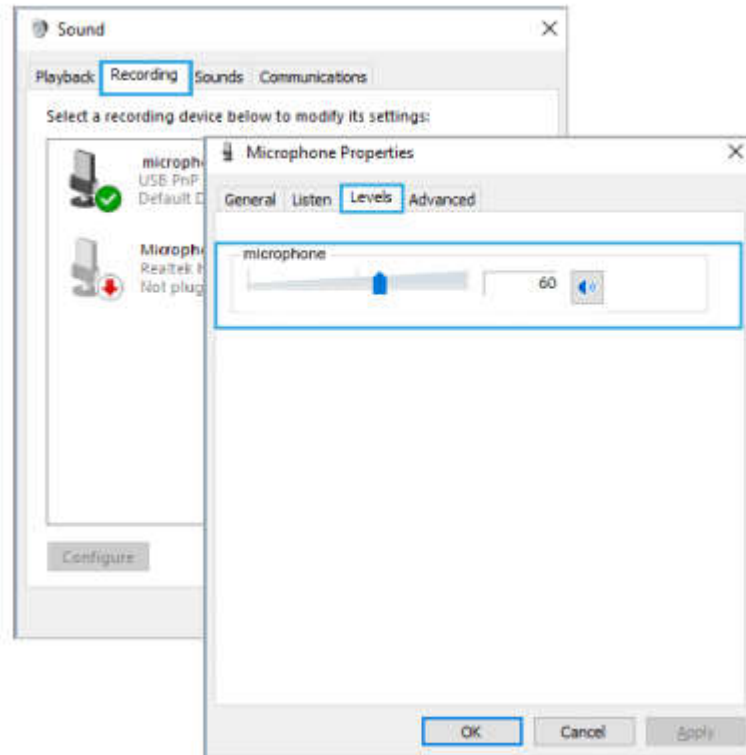 Sound
Playback Recording Sounds Communications
Select a recording device below to modify its settings:
microph
USB PnP
Default D
Micropho
Realtek H
Not plug
Configure
Microphone Properties
General Listen Levels Advanced
microphone
60
OK Cancel Apply